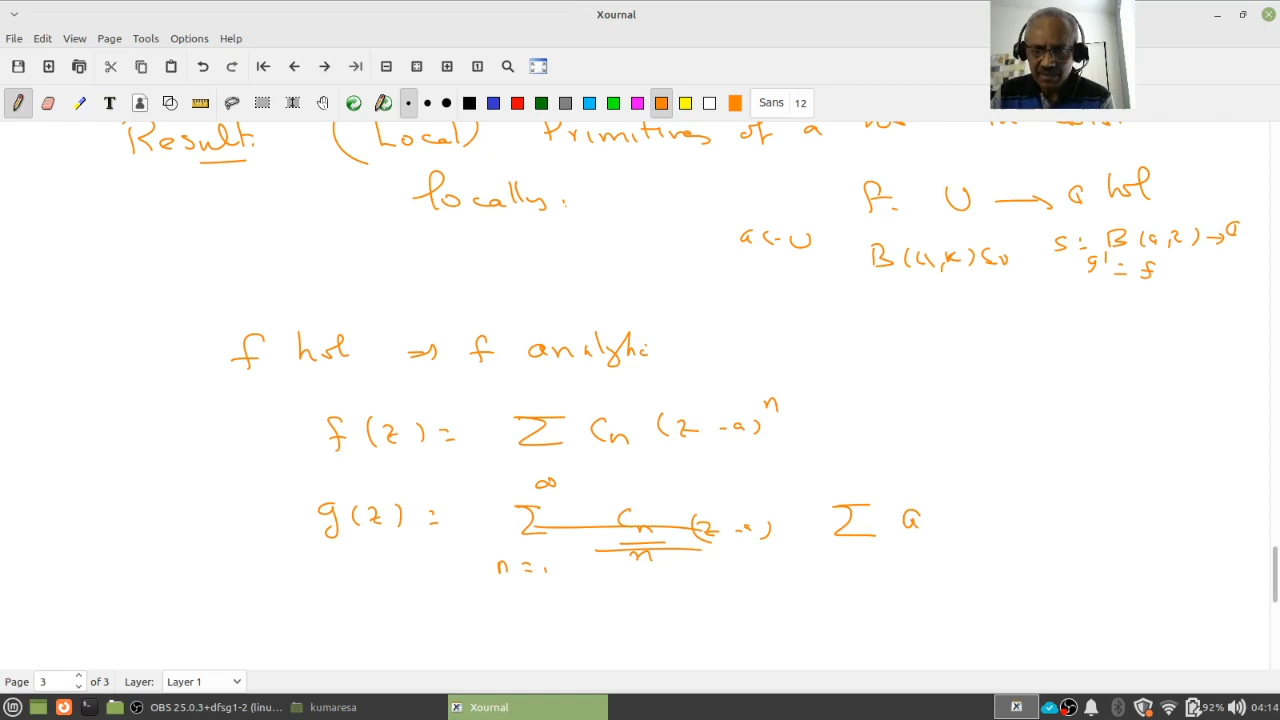 Xournal
File Edit View Page Tools Options Help
Sans 12
Result: (Local) Primitives of a
locally.
f: U → C hol
a ∈ U B(a,r) ⊆ U g: B(a,r) → C
g' = f
f hol ⇒ f analytic
f(z) = Σ Cn (z-a)^n
g(z) = Σ_{n=1}^∞ Cn/n (z-a) Σ a
Page 3 of 3 Layer: Layer 1
OBS 25.0.3+dfsg1-2 (linu... kumaresa Xournal 92% 04:14